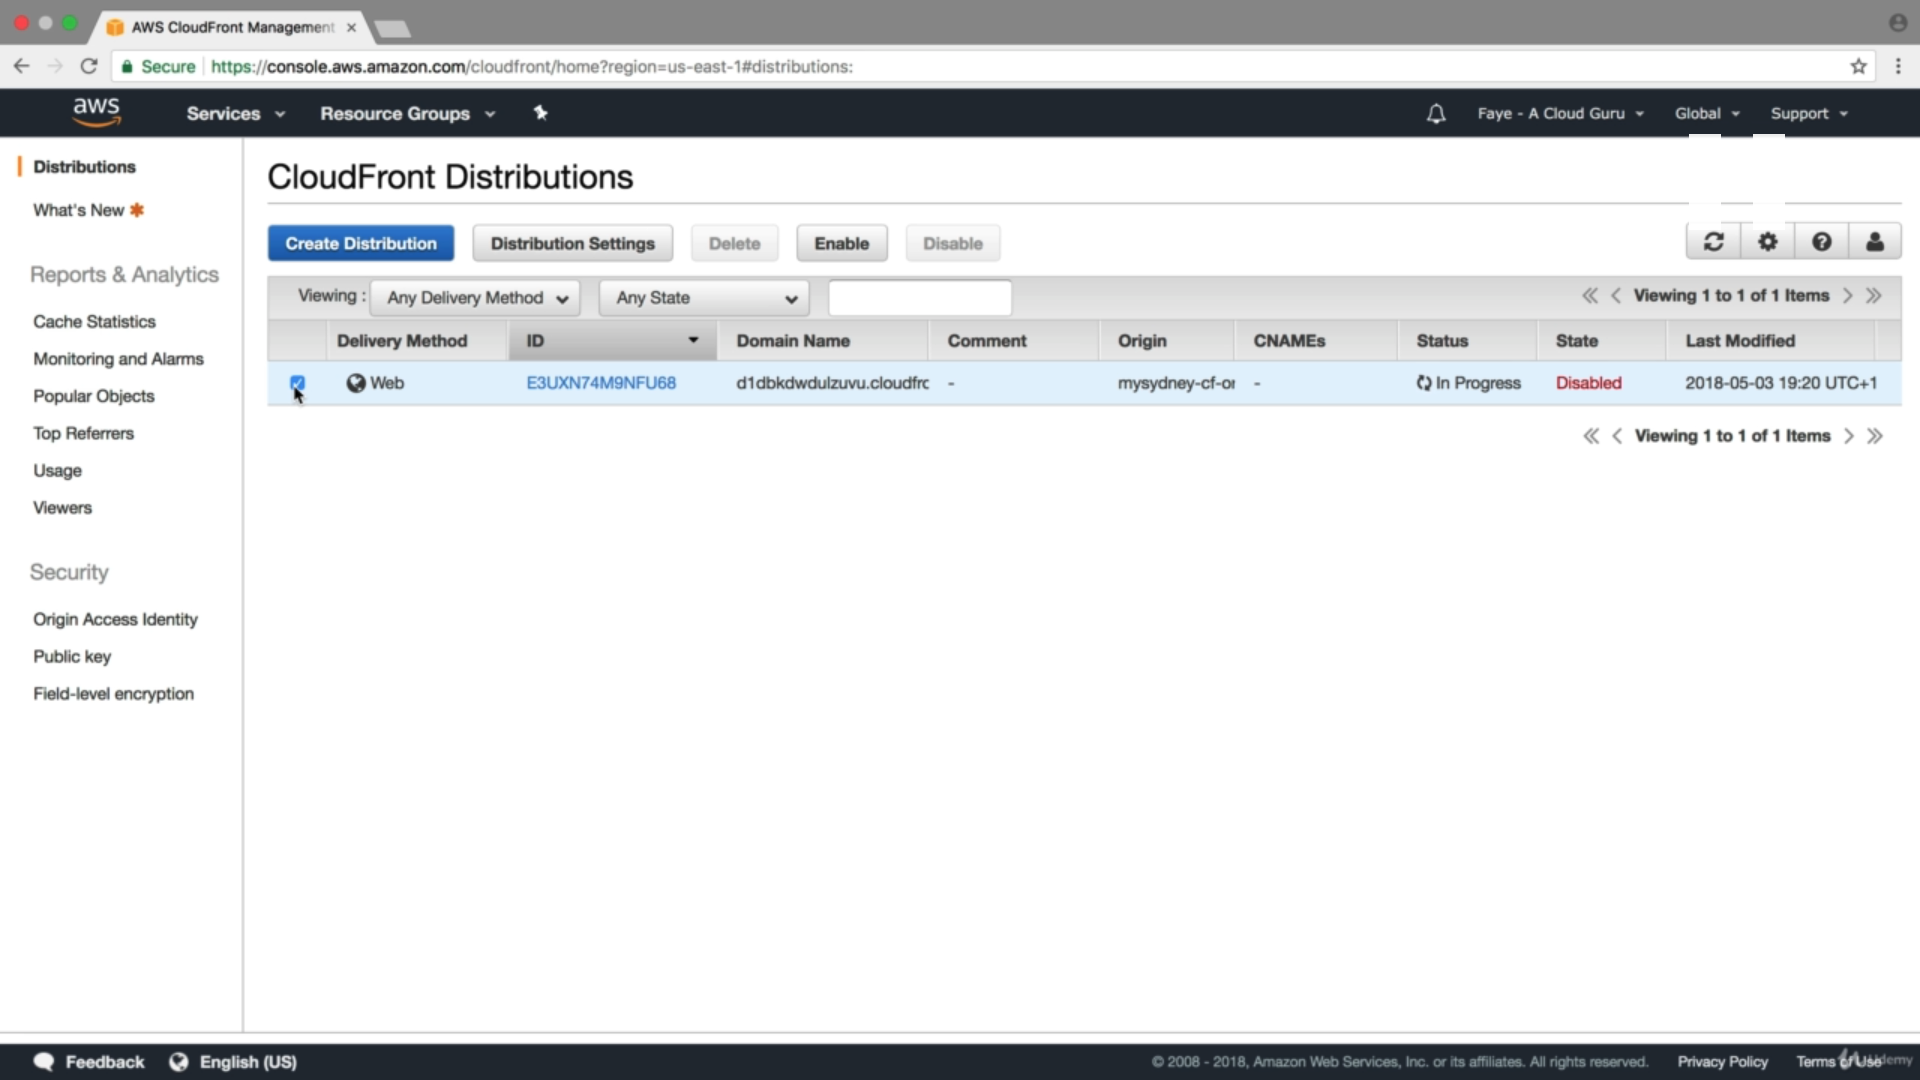 AWS CloudFront Management
Secure https://console.aws.amazon.com/cloudfront/home?region=us-east-1#distributions:
aws Services Resource Groups Faye - A Cloud Guru Global Support
Distributions
What's New
Reports & Analytics
Cache Statistics
Monitoring and Alarms
Popular Objects
Top Referrers
Usage
Viewers
Security
Origin Access Identity
Public key
Field-level encryption
CloudFront Distributions
Create Distribution Distribution Settings Delete Enable Disable
Viewing : Any Delivery Method Any State Viewing 1 to 1 of 1 Items
Delivery Method ID Domain Name Comment Origin CNAMEs Status State Last Modified
Web E3UXN74M9NFU68 d1dbkdwdulzuvu.cloudfrc - mysydney-cf-or - In Progress Disabled 2018-05-03 19:20 UTC+1
Viewing 1 to 1 of 1 Items
Feedback English (US) © 2008 - 2018, Amazon Web Services, Inc. or its affiliates. All rights reserved. Privacy Policy Terms of Use